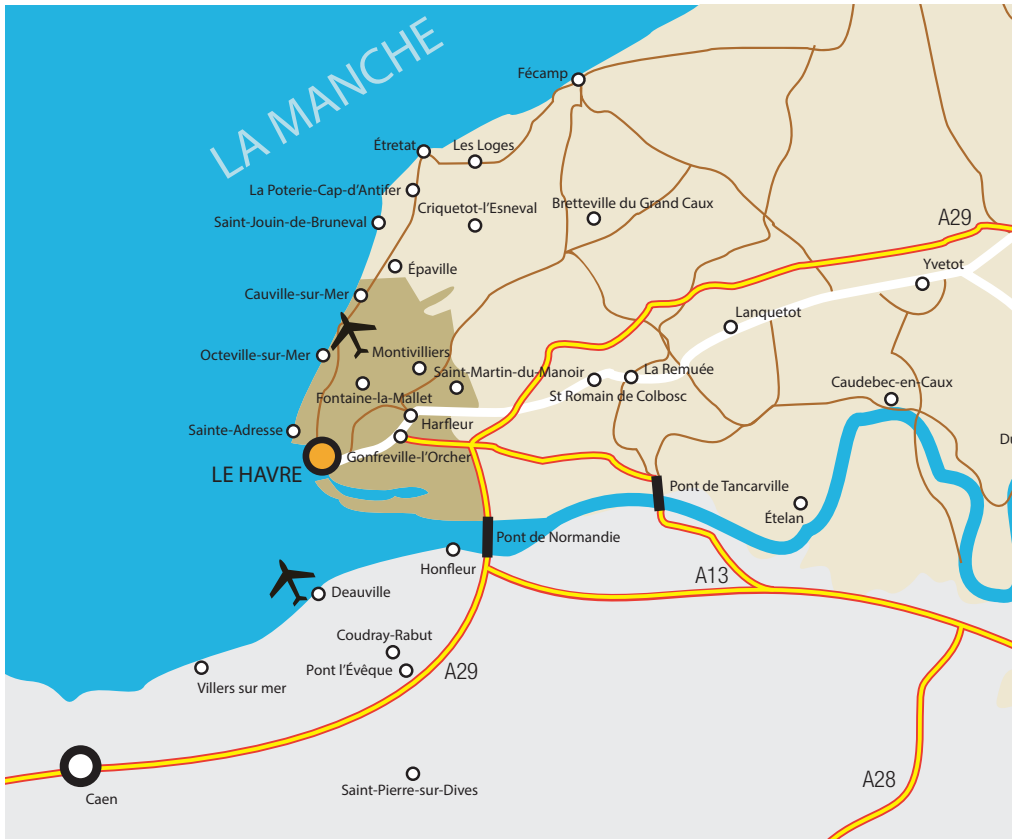 LA MANCHE
Fécamp
Étretat
Les Loges
La Poterie-Cap-d'Antifer
Criquetot-l'Esneval
Bretteville du Grand Caux
Saint-Jouin-de-Bruneval
A29
Épaville
Yvetot
Cauville-sur-Mer
Lanquetot
Octeville-sur-Mer
Montivilliers
Saint-Martin-du-Manoir
La Remuée
Fontaine-la-Mallet
St Romain de Colbosc
Caudebec-en-Caux
Sainte-Adresse
Harfleur
Du
LE HAVRE
Gonfreville-l'Orcher
Pont de Tancarville
Ételan
Pont de Normandie
Honfleur
A13
Deauville
Coudray-Rabut
Pont l'Évêque
A29
Villers sur mer
A28
Saint-Pierre-sur-Dives
Caen